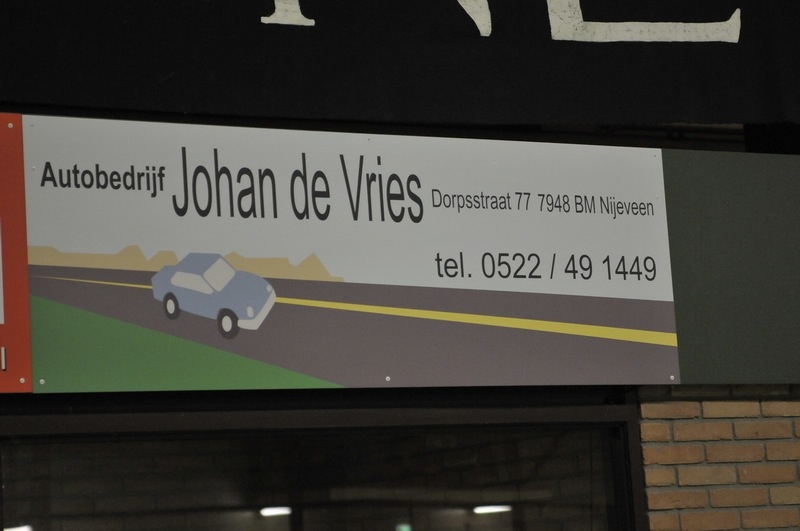 Autobedrijf Johan de Vries Dorpsstraat 77 7948 BM Nijeveen
tel. 0522 / 49 1449